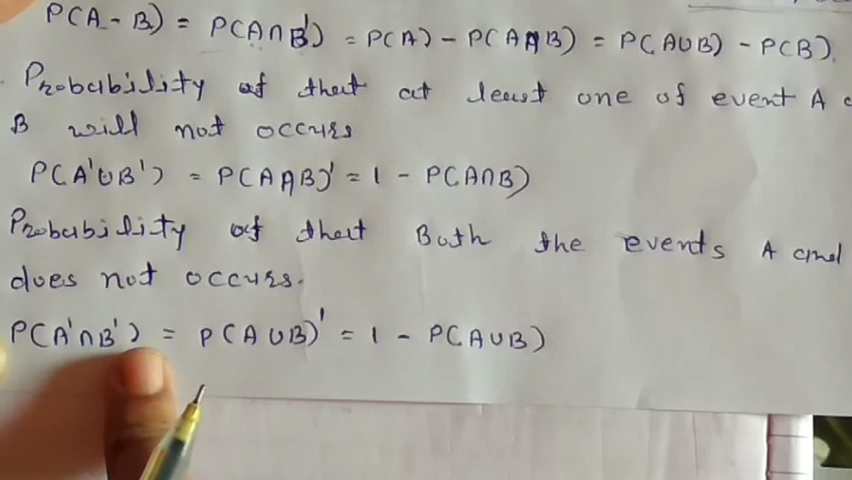 P(A - B) = P(A∩B') = P(A) - P(A∩B) = P(A∪B) - P(B).
Probability of that at least one of event A
B will not occurs
P(A'∪B') = P(A∩B)' = 1 - P(A∩B)
Probability of that Both the events A and
does not occurs.
P(A'∩B') = P(A∪B)' = 1 - P(A∪B)